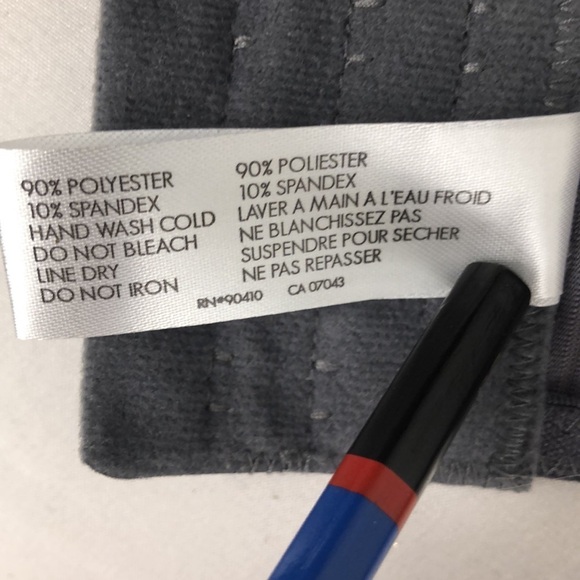 90% POLYESTER
10% SPANDEX
HAND WASH COLD
DO NOT BLEACH
LINE DRY
DO NOT IRON
90% POLIESTER
10% SPANDEX
LAVER A MAIN A L'EAU FROID
NE BLANCHISSEZ PAS
SUSPENDRE POUR SECHER
NE PAS REPASSER
RN#90410 CA 07043